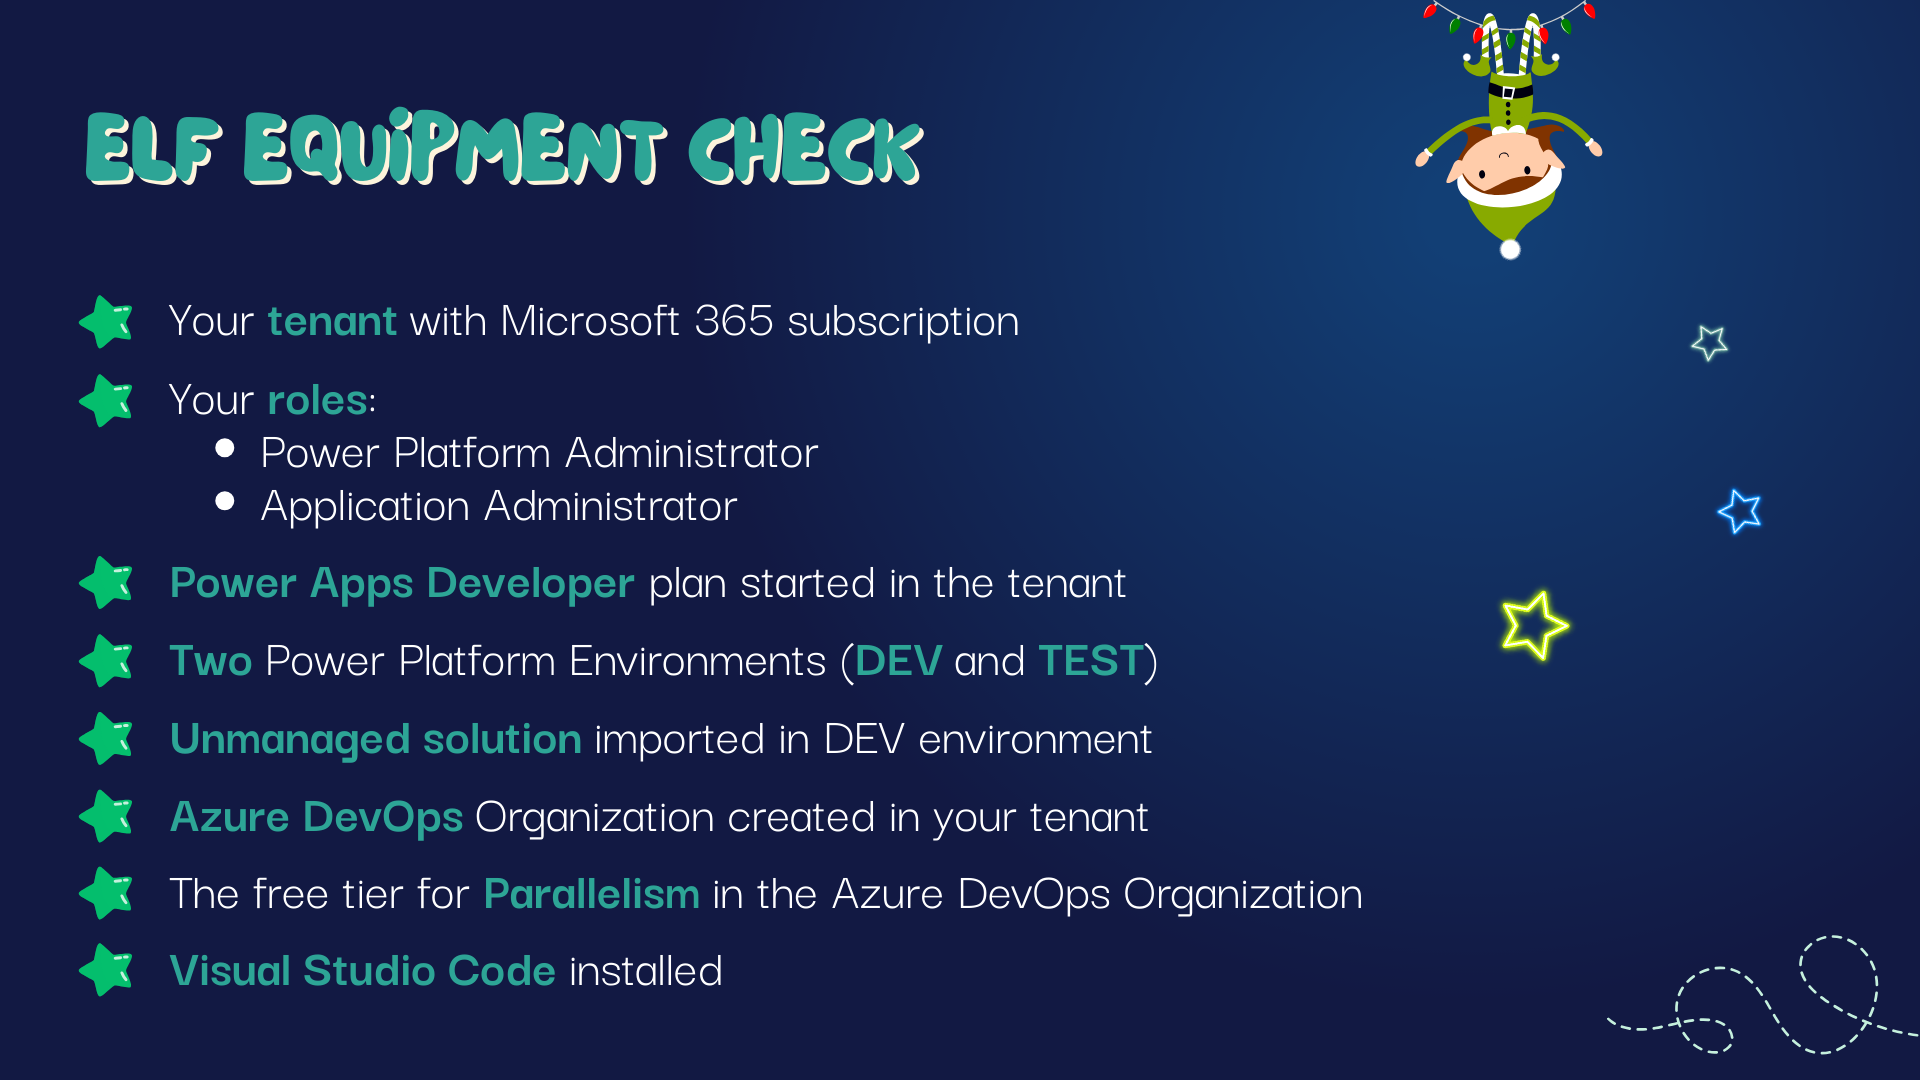 ELF EQUiPMENT CHECK
Your tenant with Microsoft 365 subscription
Your roles:
Power Platform Administrator
Application Administrator
Power Apps Developer plan started in the tenant
Two Power Platform Environments (DEV and TEST)
Unmanaged solution imported in DEV environment
Azure DevOps Organization created in your tenant
The free tier for Parallelism in the Azure DevOps Organization
Visual Studio Code installed